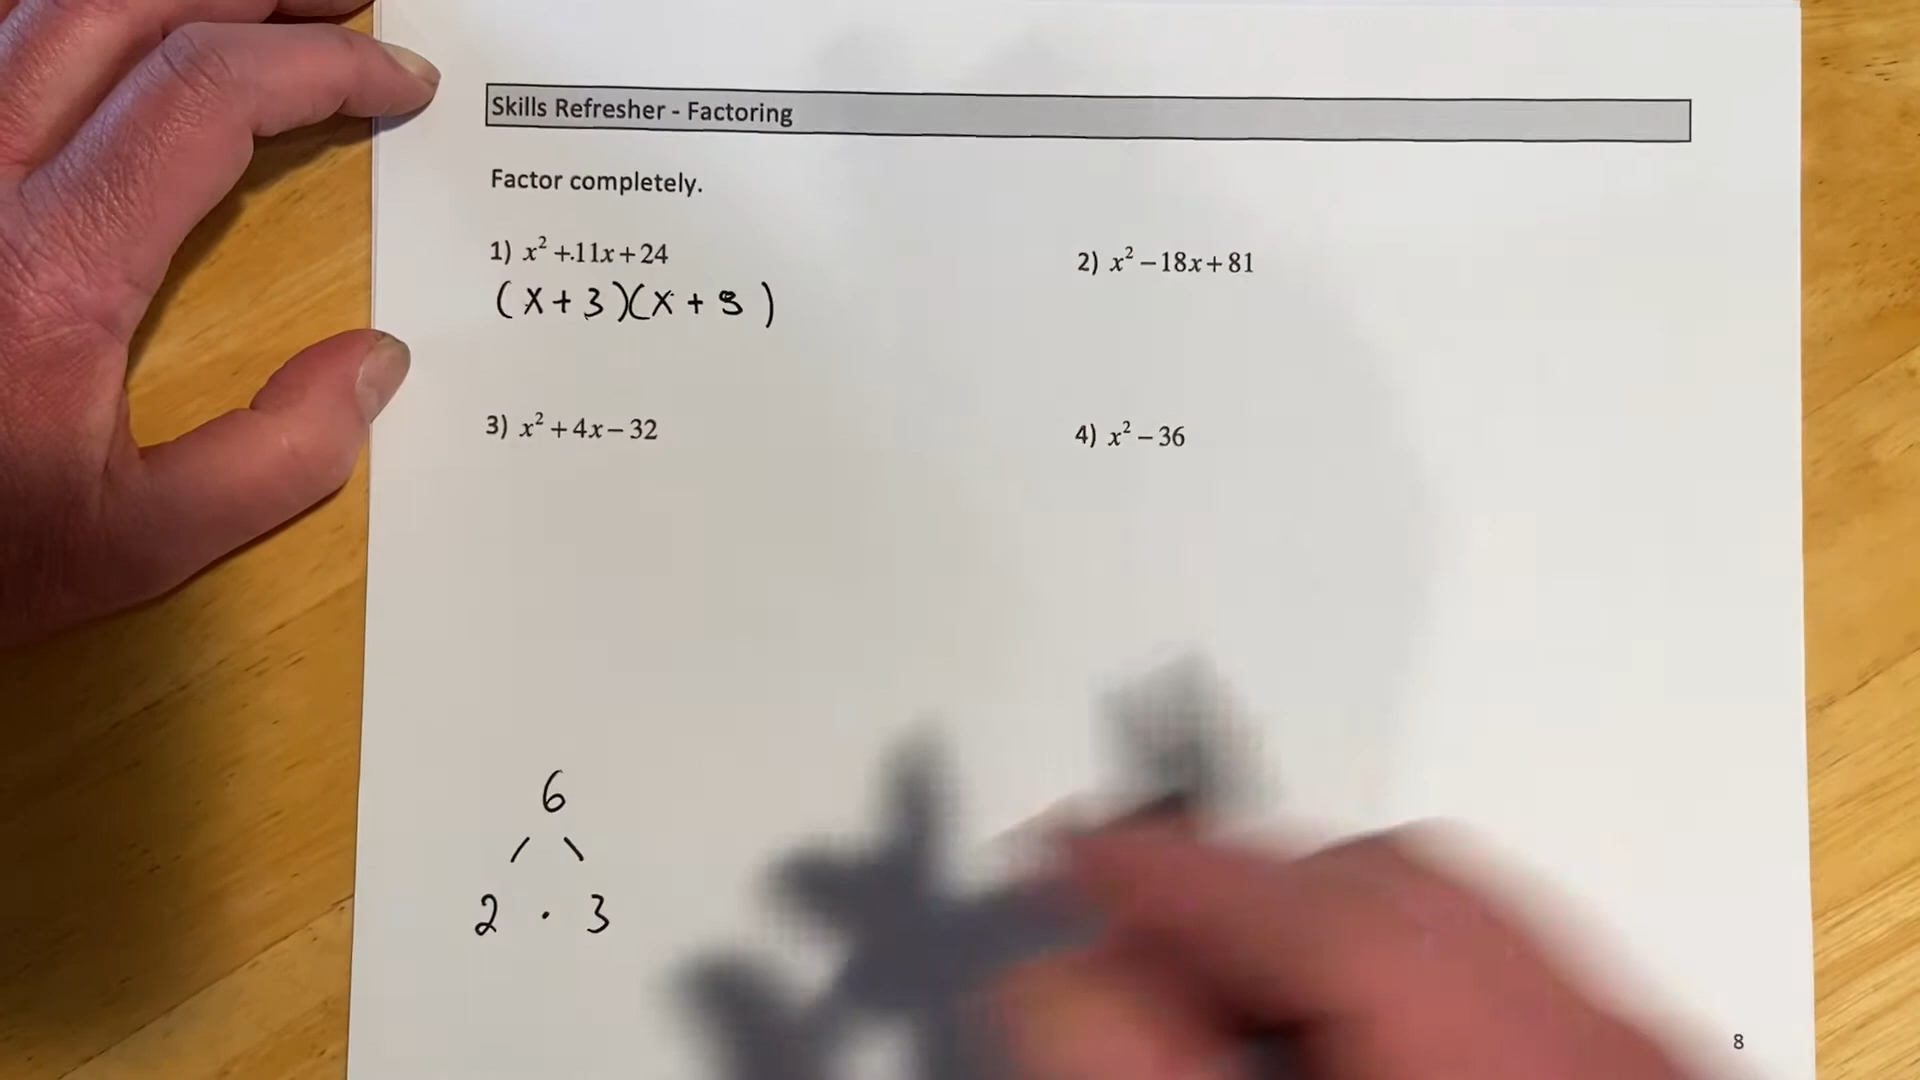 Skills Refresher - Factoring
Factor completely.
1) x² +.11x+24
(x+3)(x+8)
2) x² −18x+81
3) x² +4x−32
4) x² −36
6
2 · 3
8